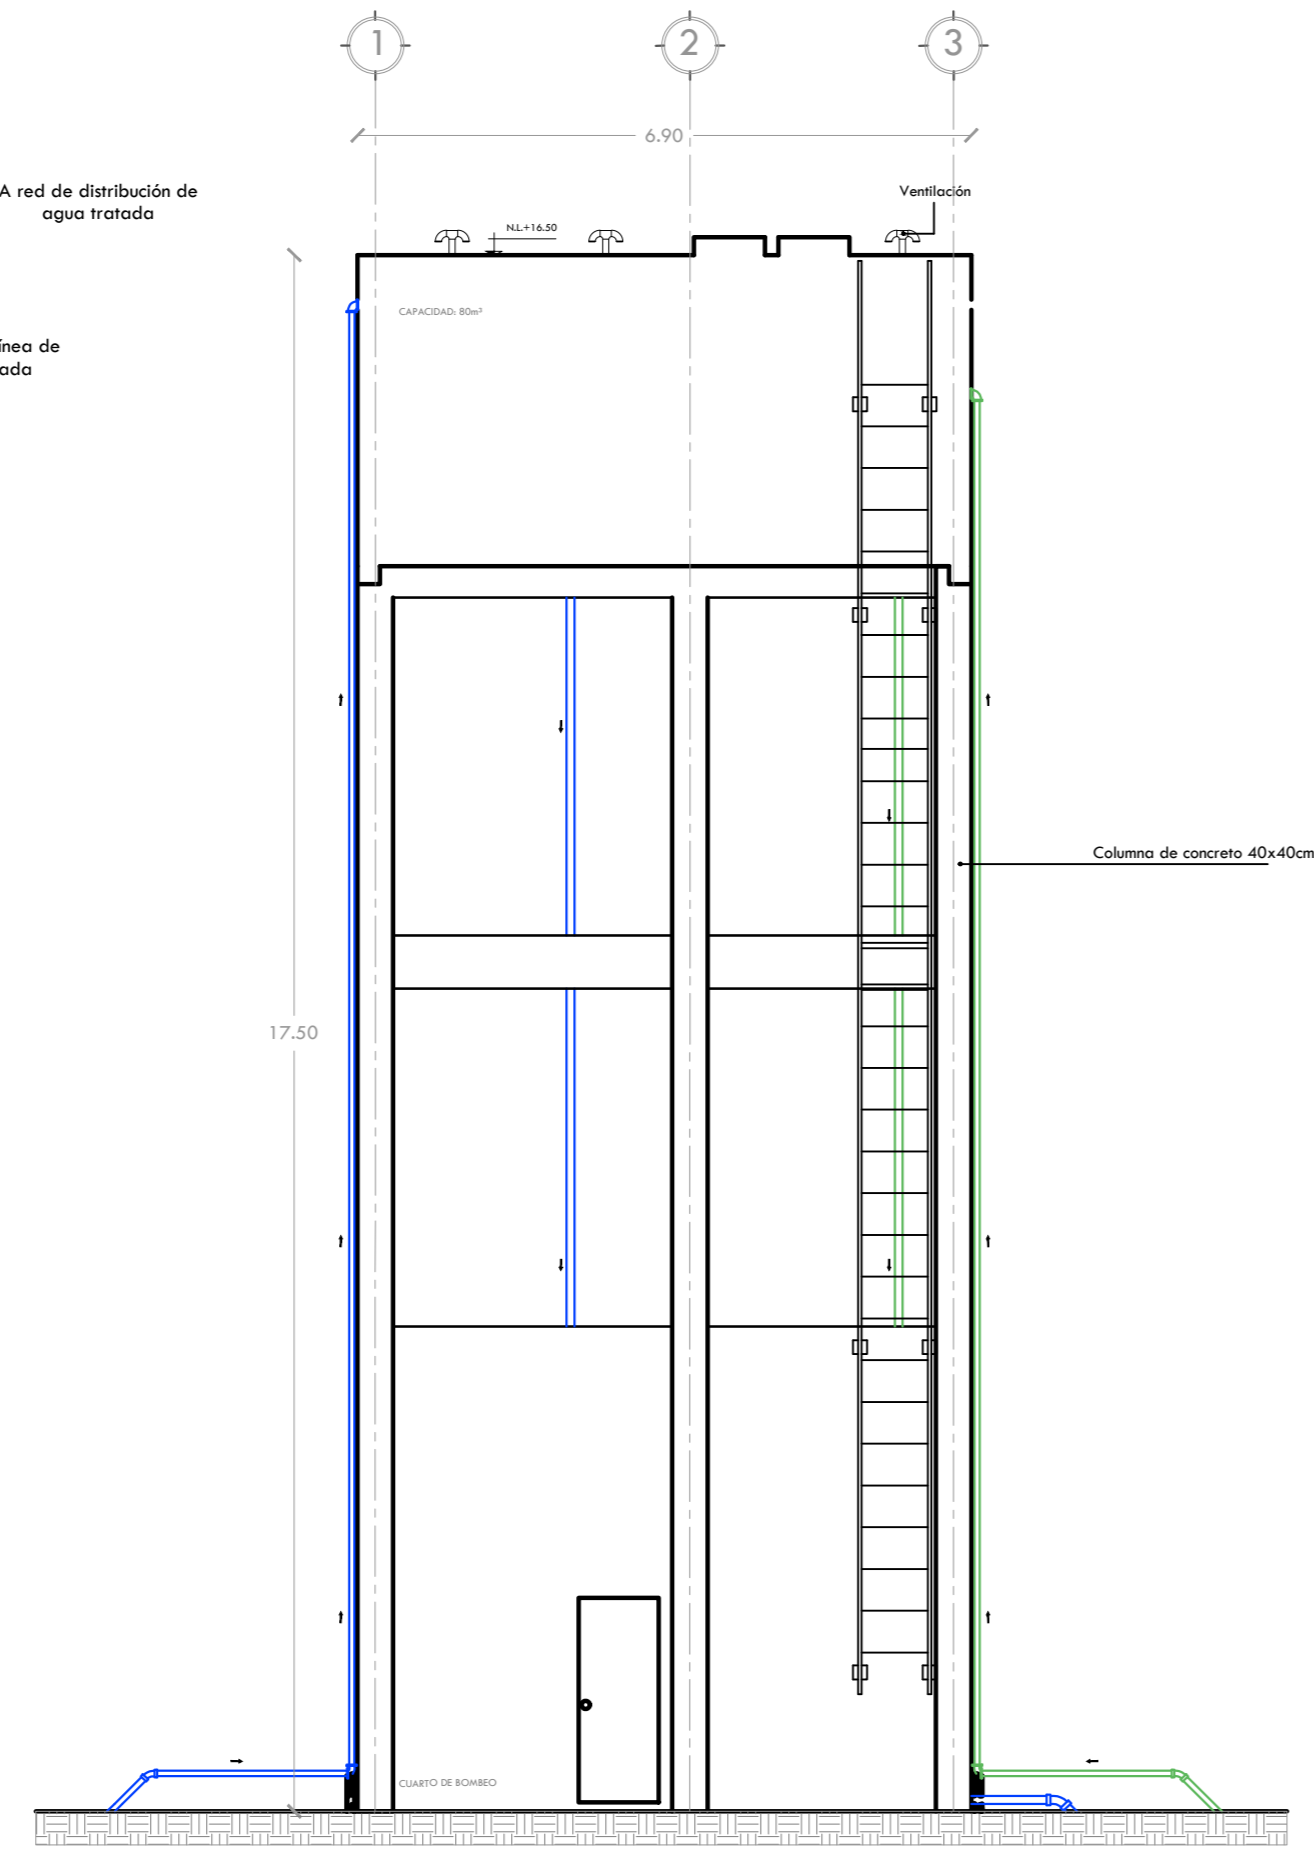 1
2
3
6.90
A red de distribución de
agua tratada
Ventilación
N.L.+16.50
CAPACIDAD: 80m³
ínea de
ada
Columna de concreto 40x40cm
17.50
CUARTO DE BOMBEO